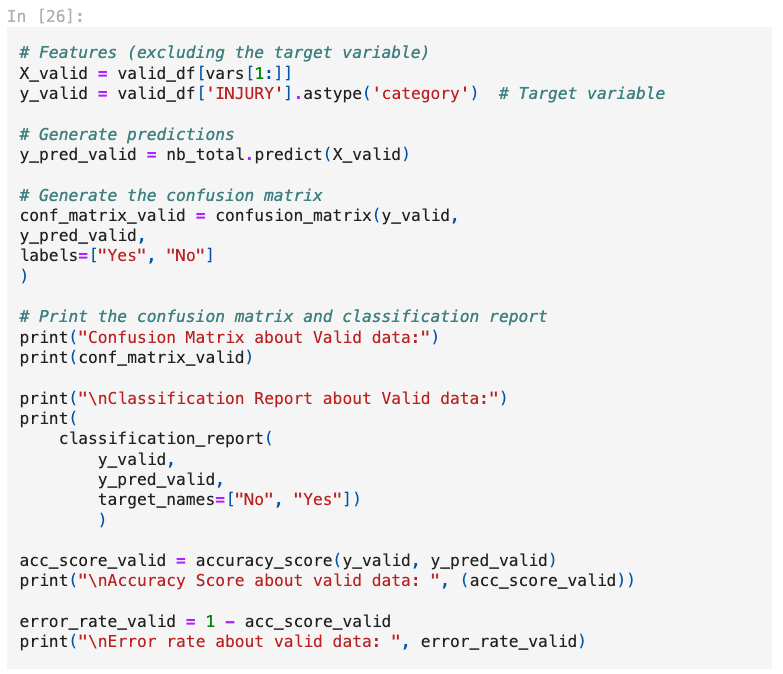 In [26]:
# Features (excluding the target variable)
X_valid = valid_df[vars[1:]]
y_valid = valid_df['INJURY'].astype('category')  # Target variable
# Generate predictions
y_pred_valid = nb_total.predict(X_valid)
# Generate the confusion matrix
conf_matrix_valid = confusion_matrix(y_valid,
y_pred_valid,
labels=["Yes", "No"]
)
# Print the confusion matrix and classification report
print("Confusion Matrix about Valid data:")
print(conf_matrix_valid)
print("\nClassification Report about Valid data:")
print(
    classification_report(
        y_valid,
        y_pred_valid,
        target_names=["No", "Yes"])
        )
acc_score_valid = accuracy_score(y_valid, y_pred_valid)
print("\nAccuracy Score about valid data: ", (acc_score_valid))
error_rate_valid = 1 - acc_score_valid
print("\nError rate about valid data: ", error_rate_valid)